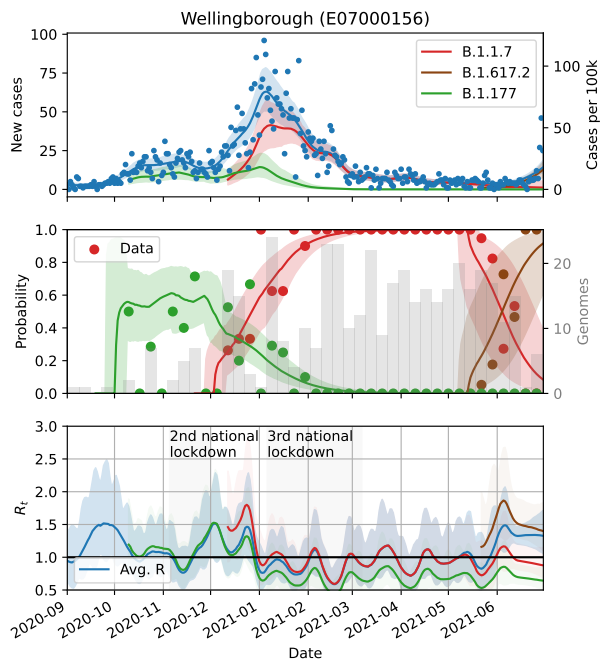 Wellingborough (E07000156)
100
75
50
25
0
New cases
100
50
0
Cases per 100k
B.1.1.7
B.1.617.2
B.1.177
1.0
0.8
0.6
0.4
0.2
0.0
Probability
20
10
0
Genomes
Data
3.0
2.5
2.0
1.5
1.0
0.5
R_t
2nd national
lockdown
3rd national
lockdown
Avg. R
2020-09
2020-10
2020-11
2020-12
2021-01
2021-02
2021-03
2021-04
2021-05
2021-06
Date